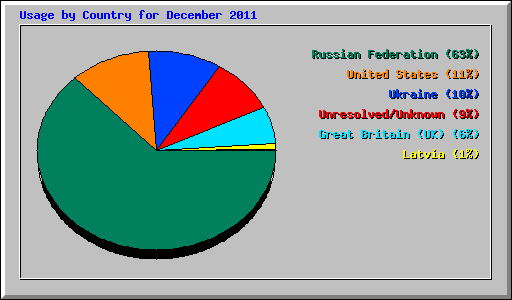 Usage by Country for December 2011
Russian Federation (63%)
United States (11%)
Ukraine (10%)
Unresolved/Unknown (9%)
Great Britain (UK) (6%)
Latvia (1%)